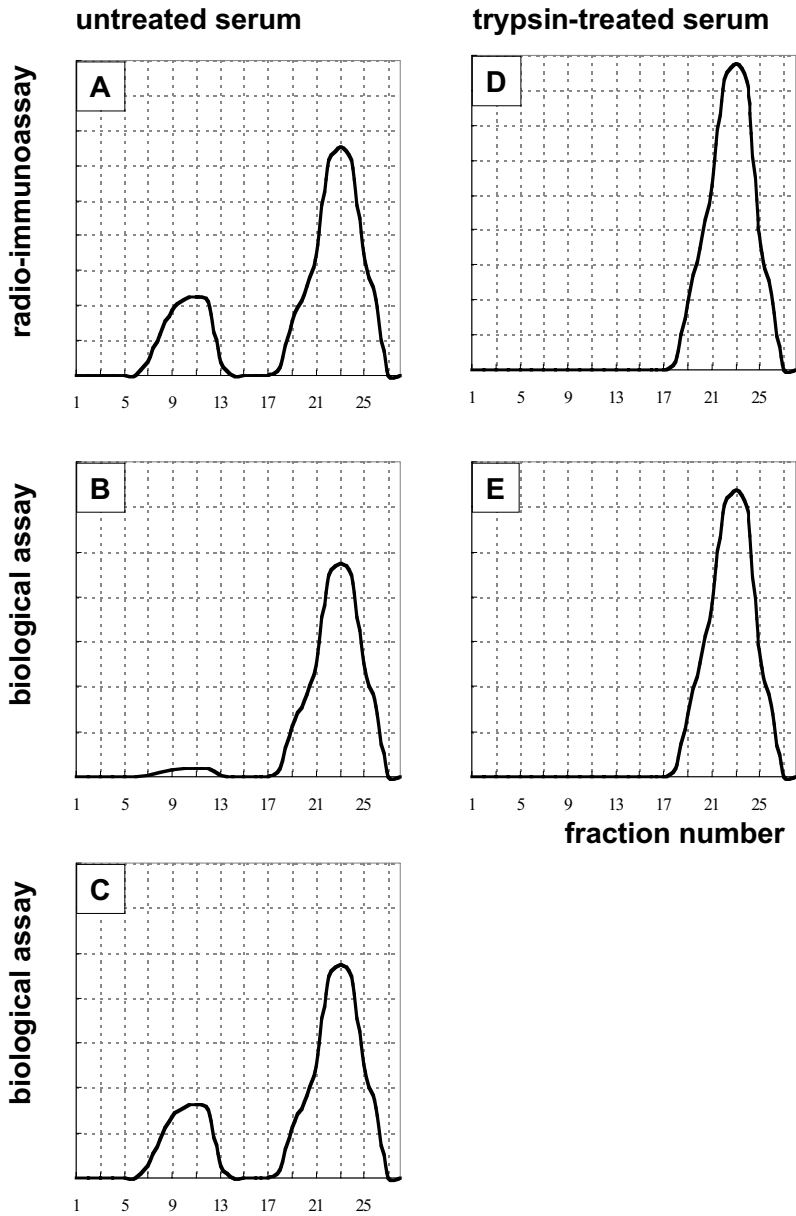 untreated serum
trypsin-treated serum
radio-immunoassay
A
1 5 9 13 17 21 25
D
1 5 9 13 17 21 25
biological assay
B
1 5 9 13 17 21 25
E
1 5 9 13 17 21 25
fraction number
biological assay
C
1 5 9 13 17 21 25